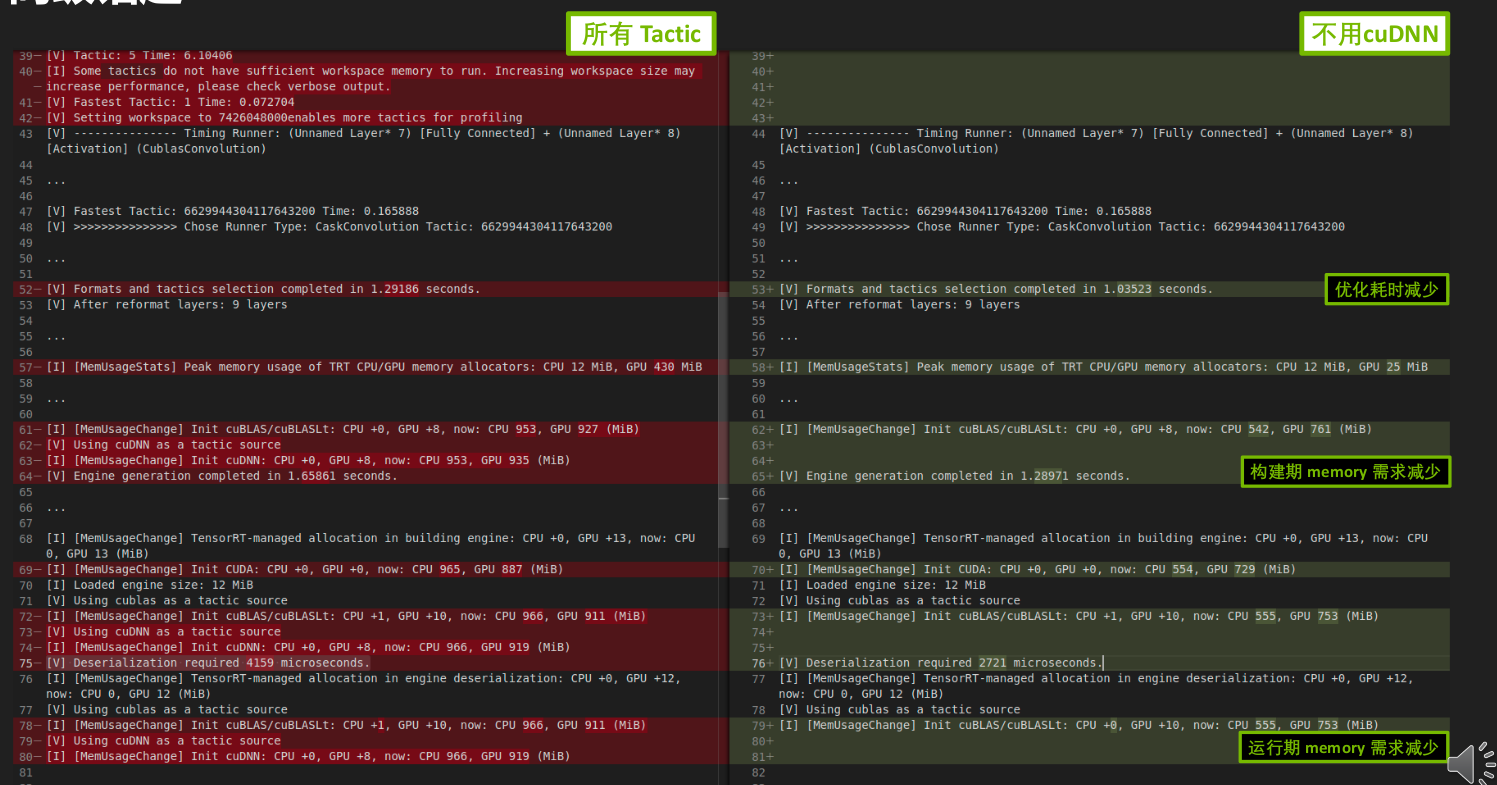 所有 Tactic
不用cuDNN
39− [V] Tactic: 5 Time: 6.10406
40− [I] Some tactics do not have sufficient workspace memory to run. Increasing workspace size may
− increase performance, please check verbose output.
41− [V] Fastest Tactic: 1 Time: 0.072704
42− [V] Setting workspace to 7426048000enables more tactics for profiling
43 [V] --------------- Timing Runner: (Unnamed Layer* 7) [Fully Connected] + (Unnamed Layer* 8)
[Activation] (CublasConvolution)
44
45 ...
46
47 [V] Fastest Tactic: 6629944304117643200 Time: 0.165888
48 [V] >>>>>>>>>>>>>>> Chose Runner Type: CaskConvolution Tactic: 6629944304117643200
49
50 ...
51
52− [V] Formats and tactics selection completed in 1.29186 seconds.
53 [V] After reformat layers: 9 layers
54
55 ...
56
57− [I] [MemUsageStats] Peak memory usage of TRT CPU/GPU memory allocators: CPU 12 MiB, GPU 430 MiB
58
59 ...
60
61− [I] [MemUsageChange] Init cuBLAS/cuBLASLt: CPU +0, GPU +8, now: CPU 953, GPU 927 (MiB)
62− [V] Using cuDNN as a tactic source
63− [I] [MemUsageChange] Init cuDNN: CPU +0, GPU +8, now: CPU 953, GPU 935 (MiB)
64− [V] Engine generation completed in 1.65861 seconds.
65
66 ...
67
68 [I] [MemUsageChange] TensorRT-managed allocation in building engine: CPU +0, GPU +13, now: CPU
0, GPU 13 (MiB)
69− [I] [MemUsageChange] Init CUDA: CPU +0, GPU +0, now: CPU 965, GPU 887 (MiB)
70 [I] Loaded engine size: 12 MiB
71 [V] Using cublas as a tactic source
72− [I] [MemUsageChange] Init cuBLAS/cuBLASLt: CPU +1, GPU +10, now: CPU 966, GPU 911 (MiB)
73− [V] Using cuDNN as a tactic source
74− [I] [MemUsageChange] Init cuDNN: CPU +0, GPU +8, now: CPU 966, GPU 919 (MiB)
75− [V] Deserialization required 4159 microseconds.
76 [I] [MemUsageChange] TensorRT-managed allocation in engine deserialization: CPU +0, GPU +12,
now: CPU 0, GPU 12 (MiB)
77 [V] Using cublas as a tactic source
78− [I] [MemUsageChange] Init cuBLAS/cuBLASLt: CPU +1, GPU +10, now: CPU 966, GPU 911 (MiB)
79− [V] Using cuDNN as a tactic source
80− [I] [MemUsageChange] Init cuDNN: CPU +0, GPU +8, now: CPU 966, GPU 919 (MiB)
81
39+
40+
41+
42+
43+
44 [V] --------------- Timing Runner: (Unnamed Layer* 7) [Fully Connected] + (Unnamed Layer* 8)
[Activation] (CublasConvolution)
45
46 ...
47
48 [V] Fastest Tactic: 6629944304117643200 Time: 0.165888
49 [V] >>>>>>>>>>>>>>> Chose Runner Type: CaskConvolution Tactic: 6629944304117643200
50
51 ...
52
53+ [V] Formats and tactics selection completed in 1.03523 seconds.
优化耗时减少
54 [V] After reformat layers: 9 layers
55
56 ...
57
58+ [I] [MemUsageStats] Peak memory usage of TRT CPU/GPU memory allocators: CPU 12 MiB, GPU 25 MiB
59
60 ...
61
62+ [I] [MemUsageChange] Init cuBLAS/cuBLASLt: CPU +0, GPU +8, now: CPU 542, GPU 761 (MiB)
63+
64+
65+ [V] Engine generation completed in 1.28971 seconds.
构建期 memory 需求减少
66
67 ...
68
69 [I] [MemUsageChange] TensorRT-managed allocation in building engine: CPU +0, GPU +13, now: CPU
0, GPU 13 (MiB)
70+ [I] [MemUsageChange] Init CUDA: CPU +0, GPU +0, now: CPU 554, GPU 729 (MiB)
71 [I] Loaded engine size: 12 MiB
72 [V] Using cublas as a tactic source
73+ [I] [MemUsageChange] Init cuBLAS/cuBLASLt: CPU +1, GPU +10, now: CPU 555, GPU 753 (MiB)
74+
75+
76+ [V] Deserialization required 2721 microseconds.
77 [I] [MemUsageChange] TensorRT-managed allocation in engine deserialization: CPU +0, GPU +12,
now: CPU 0, GPU 12 (MiB)
78 [V] Using cublas as a tactic source
79+ [I] [MemUsageChange] Init cuBLAS/cuBLASLt: CPU +0, GPU +10, now: CPU 555, GPU 753 (MiB)
80+
81+
运行期 memory 需求减少
82